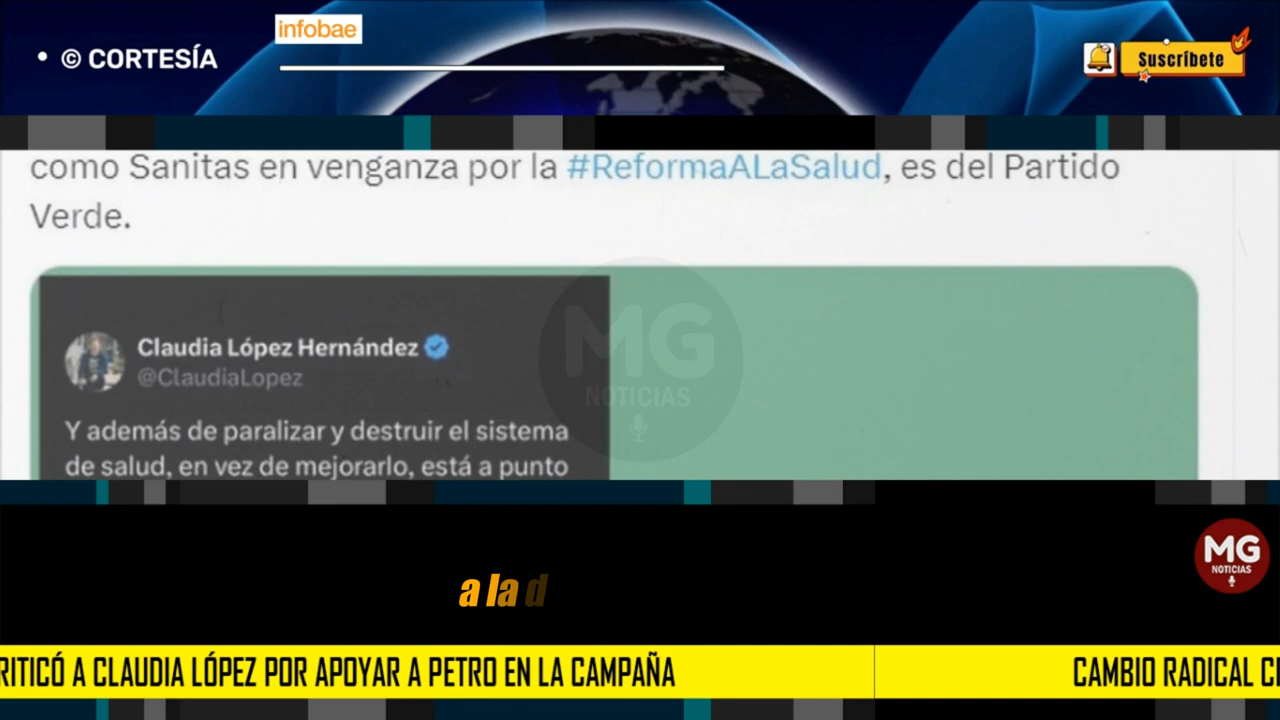 infobae
• © CORTESÍA
Suscríbete
como Sanitas en venganza por la #ReformaALaSalud, es del Partido
Verde.
Claudia López Hernández
@ClaudiaLopez
Y además de paralizar y destruir el sistema
de salud, en vez de mejorarlo, está a punto
MG
NOTICIAS
MG
NOTICIAS
a la d
RITICÓ A CLAUDIA LÓPEZ POR APOYAR A PETRO EN LA CAMPAÑA
CAMBIO RADICAL C